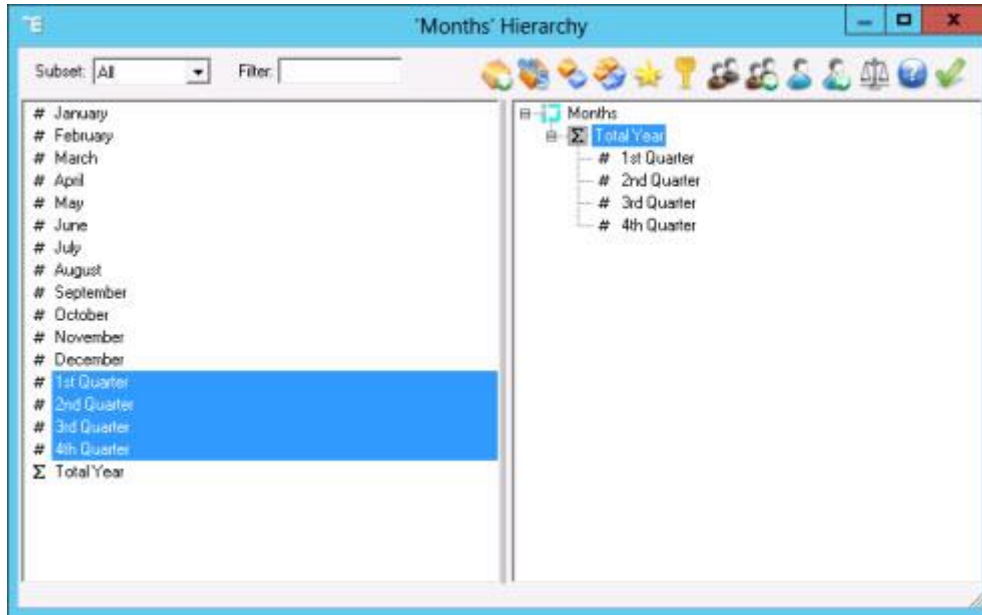 'Months' Hierarchy
Subset: All Filter:
# January
# February
# March
# April
# May
# June
# July
# August
# September
# October
# November
# December
# 1st Quarter
# 2nd Quarter
# 3rd Quarter
# 4th Quarter
Σ Total Year
Months
Σ Total Year
# 1st Quarter
# 2nd Quarter
# 3rd Quarter
# 4th Quarter